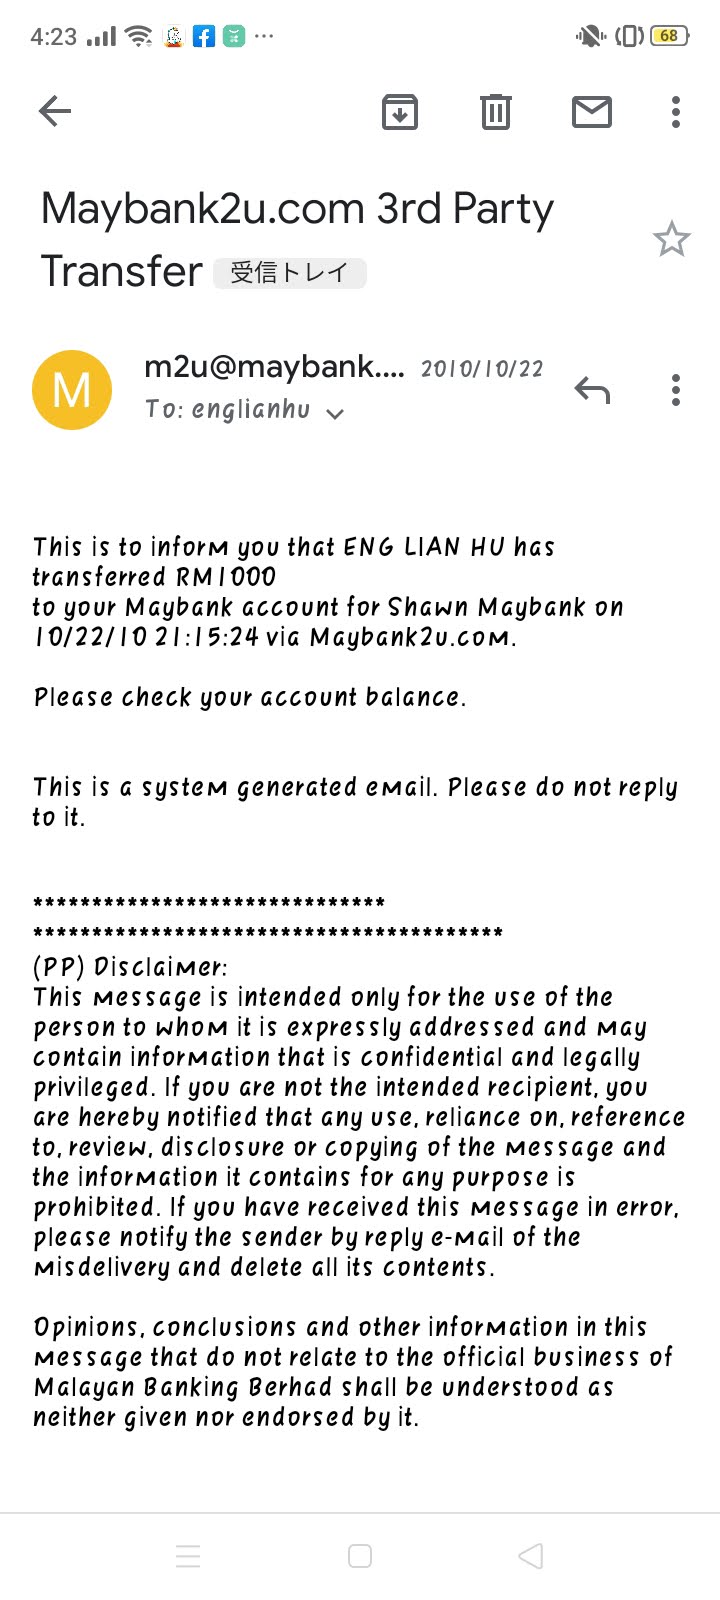 4:23
68
Maybank2u.com 3rd Party
Transfer 受信トレイ
M
m2u@maybank.... 2010/10/22
To: englianhu
This is to inform you that ENG LIAN HU has
transferred RM1000
to your Maybank account for Shawn Maybank on
10/22/10 21:15:24 via Maybank2u.com.
Please check your account balance.
This is a system generated email. Please do not reply
to it.
******************************
****************************************
(PP) Disclaimer:
This message is intended only for the use of the
person to whom it is expressly addressed and may
contain information that is confidential and legally
privileged. If you are not the intended recipient, you
are hereby notified that any use, reliance on, reference
to, review, disclosure or copying of the message and
the information it contains for any purpose is
prohibited. If you have received this message in error,
please notify the sender by reply e-mail of the
misdelivery and delete all its contents.
Opinions, conclusions and other information in this
message that do not relate to the official business of
Malayan Banking Berhad shall be understood as
neither given nor endorsed by it.